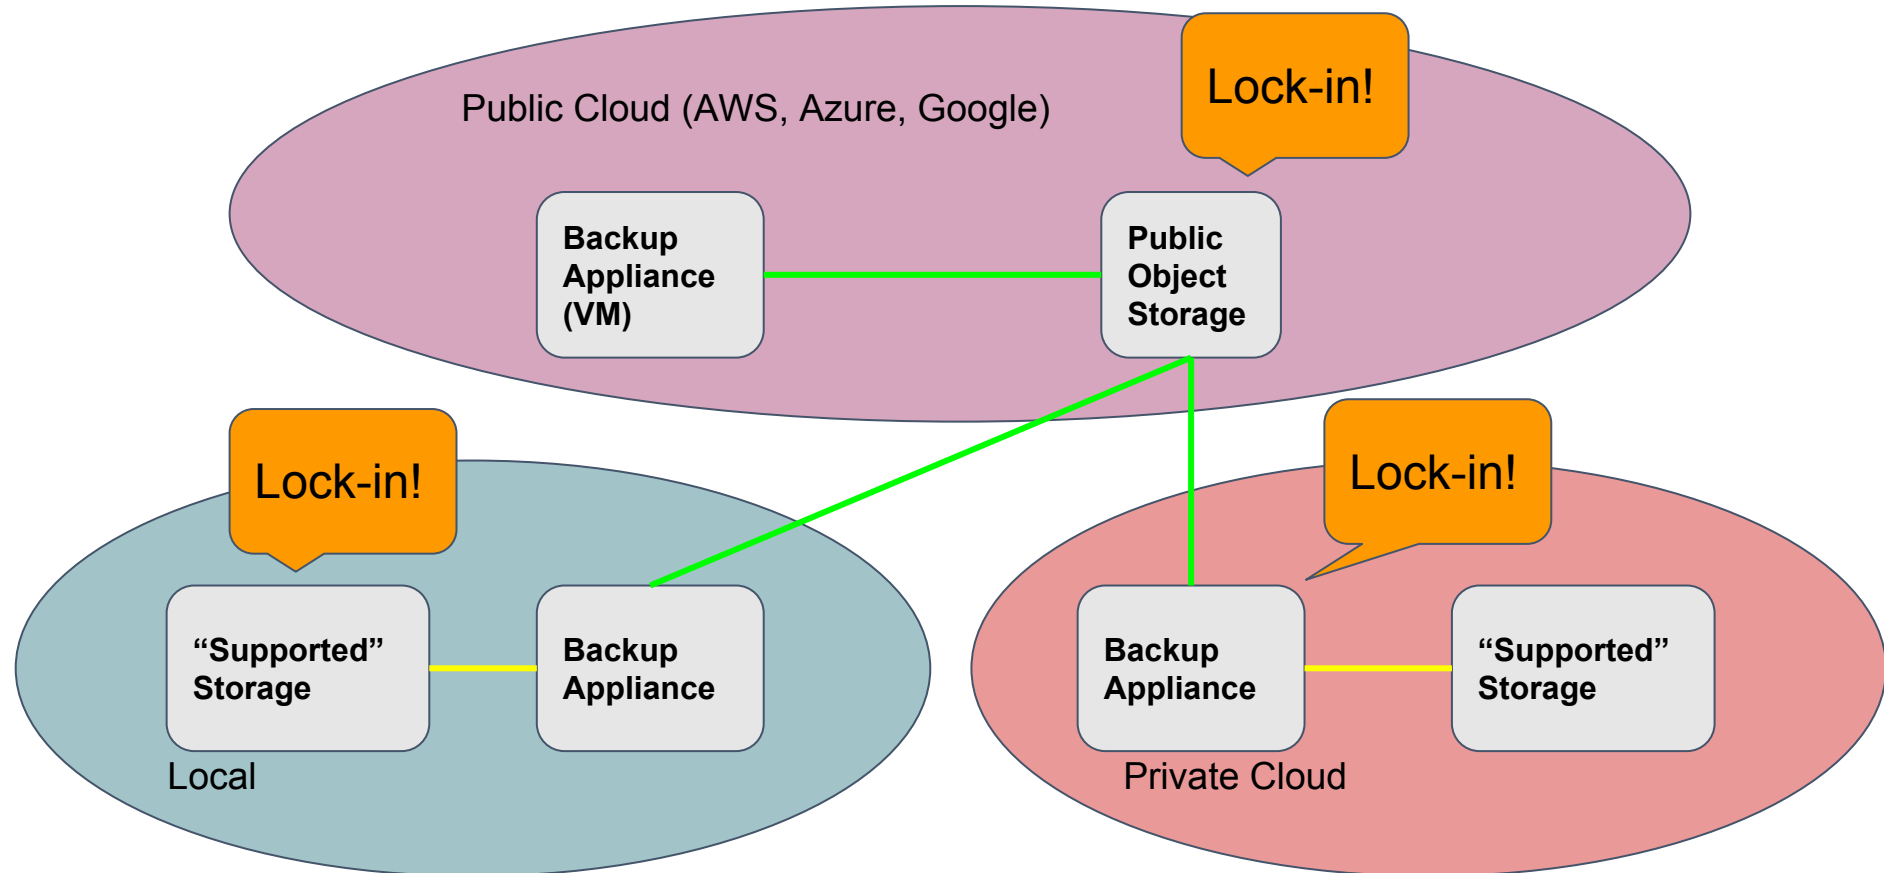 Lock-in!
Public Cloud (AWS, Azure, Google)
Backup
Appliance
(VM)
Public
Object
Storage
Lock-in!
“Supported”
Storage
Backup
Appliance
Local
Lock-in!
Backup
Appliance
“Supported”
Storage
Private Cloud